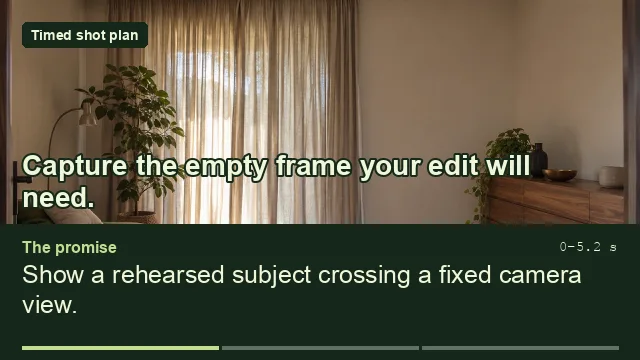 Timed shot plan
Capture the empty frame your edit will
need.
The promise
0–5.2 s
Show a rehearsed subject crossing a fixed camera
view.